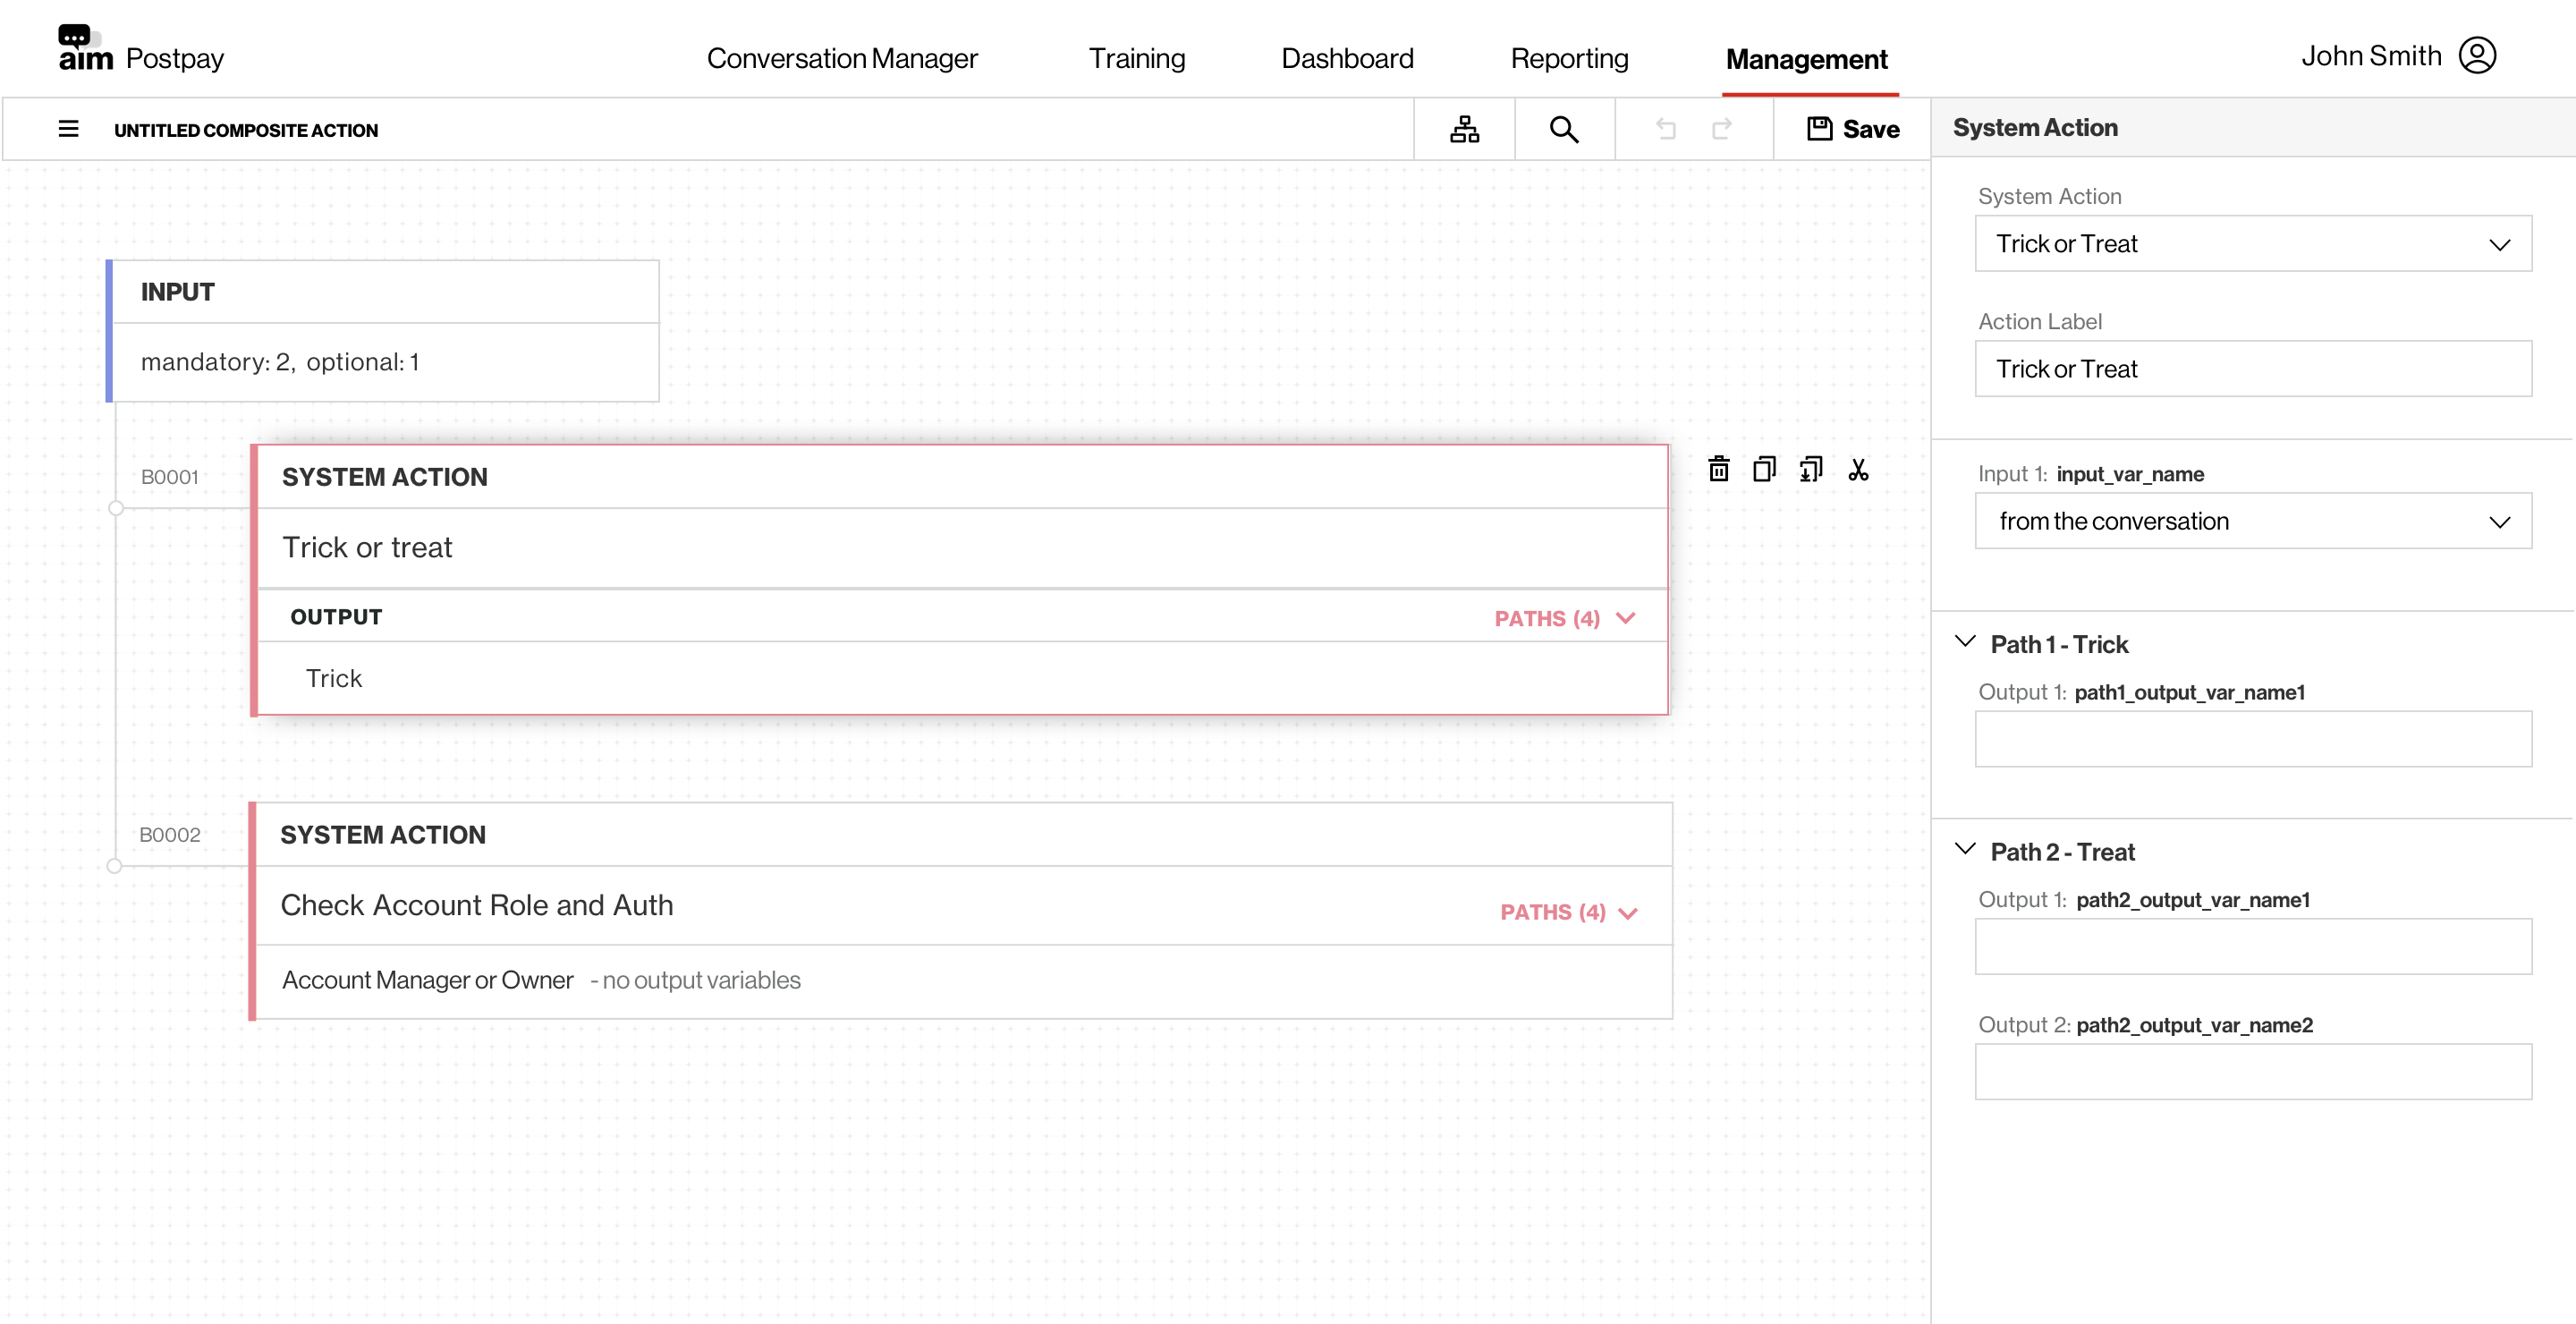 aim Postpay
Conversation Manager
Training
Dashboard
Reporting
Management
John Smith
UNTITLED COMPOSITE ACTION
Save
System Action
System Action
Trick or Treat
Action Label
Trick or Treat
Input 1: input_var_name
from the conversation
Path 1 - Trick
Output 1: path1_output_var_name1
Path 2 - Treat
Output 1: path2_output_var_name1
Output 2: path2_output_var_name2
INPUT
mandatory: 2, optional: 1
B0001
SYSTEM ACTION
Trick or treat
OUTPUT
PATHS (4)
Trick
B0002
SYSTEM ACTION
Check Account Role and Auth
PATHS (4)
Account Manager or Owner - no output variables